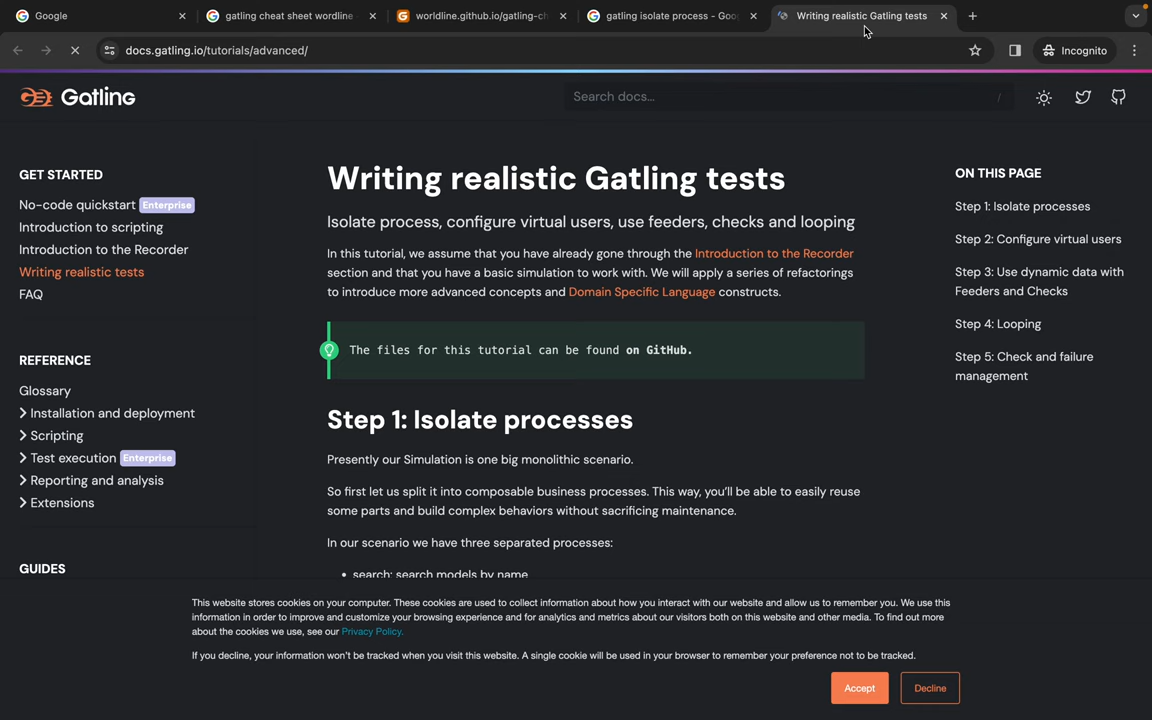 Google
gatling cheat sheet wordline
worldline.github.io/gatling-ch
gatling isolate process - Goo
Writing realistic Gatling tests
docs.gatling.io/tutorials/advanced/
Incognito
Gatling
Search docs...
/
GET STARTED
No-code quickstart Enterprise
Introduction to scripting
Introduction to the Recorder
Writing realistic tests
FAQ
REFERENCE
Glossary
Installation and deployment
Scripting
Test execution Enterprise
Reporting and analysis
Extensions
GUIDES
Writing realistic Gatling tests
Isolate process, configure virtual users, use feeders, checks and looping
In this tutorial, we assume that you have already gone through the Introduction to the Recorder
section and that you have a basic simulation to work with. We will apply a series of refactorings
to introduce more advanced concepts and Domain Specific Language constructs.
The files for this tutorial can be found on GitHub.
Step 1: Isolate processes
Presently our Simulation is one big monolithic scenario.
So first let us split it into composable business processes. This way, you'll be able to easily reuse
some parts and build complex behaviors without sacrificing maintenance.
In our scenario we have three separated processes:
• search: search models by name
ON THIS PAGE
Step 1: Isolate processes
Step 2: Configure virtual users
Step 3: Use dynamic data with
Feeders and Checks
Step 4: Looping
Step 5: Check and failure
management
This website stores cookies on your computer. These cookies are used to collect information about how you interact with our website and allow us to remember you. We use this
information in order to improve and customize your browsing experience and for analytics and metrics about our visitors both on this website and other media. To find out more
about the cookies we use, see our Privacy Policy.
If you decline, your information won't be tracked when you visit this website. A single cookie will be used in your browser to remember your preference not to be tracked.
Accept
Decline